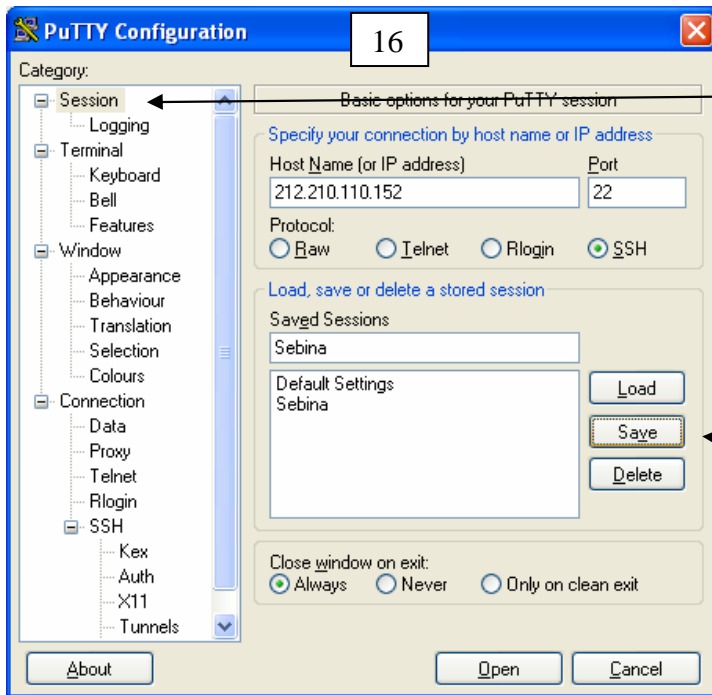 PuTTY Configuration
16
Category:
Session
Logging
Terminal
Keyboard
Bell
Features
Window
Appearance
Behaviour
Translation
Selection
Colours
Connection
Data
Proxy
Telnet
Rlogin
SSH
Kex
Auth
X11
Tunnels
Basic options for your PuTTY session
Specify your connection by host name or IP address
Host Name (or IP address) Port
212.210.110.152 22
Protocol:
Raw Telnet Rlogin SSH
Load, save or delete a stored session
Saved Sessions
Sebina
Default Settings
Sebina
Load
Save
Delete
Close window on exit:
Always Never Only on clean exit
About Open Cancel